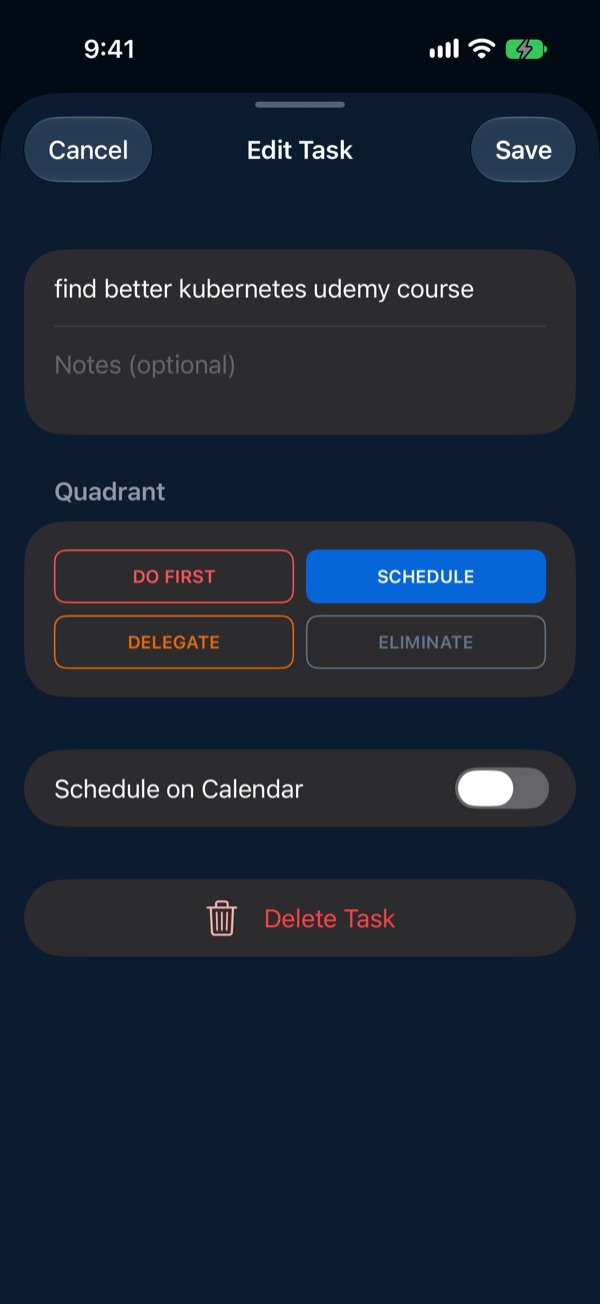 9:41
Cancel
Edit Task
Save
find better kubernetes udemy course
Notes (optional)
Quadrant
DO FIRST
SCHEDULE
DELEGATE
ELIMINATE
Schedule on Calendar
Delete Task